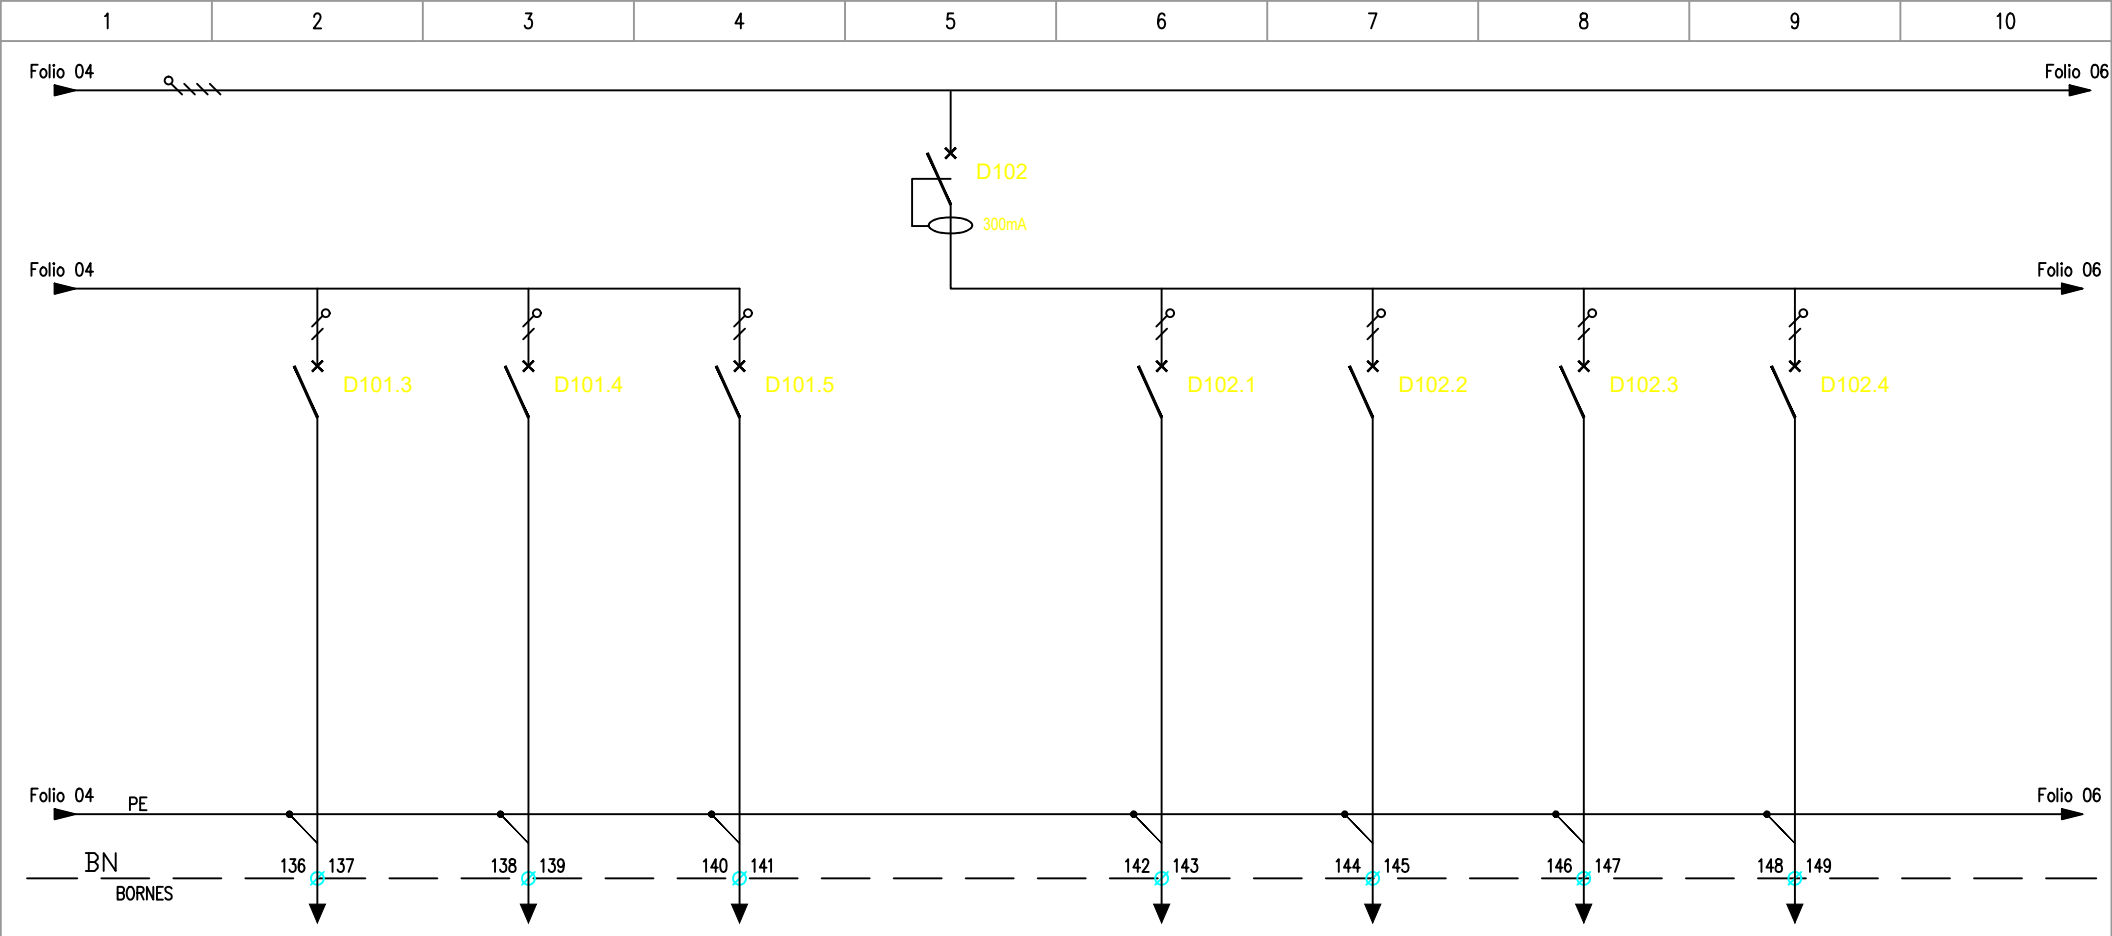 1 2 3 4 5 6 7 8 9 10
Folio 04 Folio 06
D102
300mA
Folio 04 Folio 06
D101.3 D101.4 D101.5 D102.1 D102.2 D102.3 D102.4
Folio 04 PE Folio 06
BN 136 137 138 139 140 141 142 143 144 145 146 147 148 149
BORNES